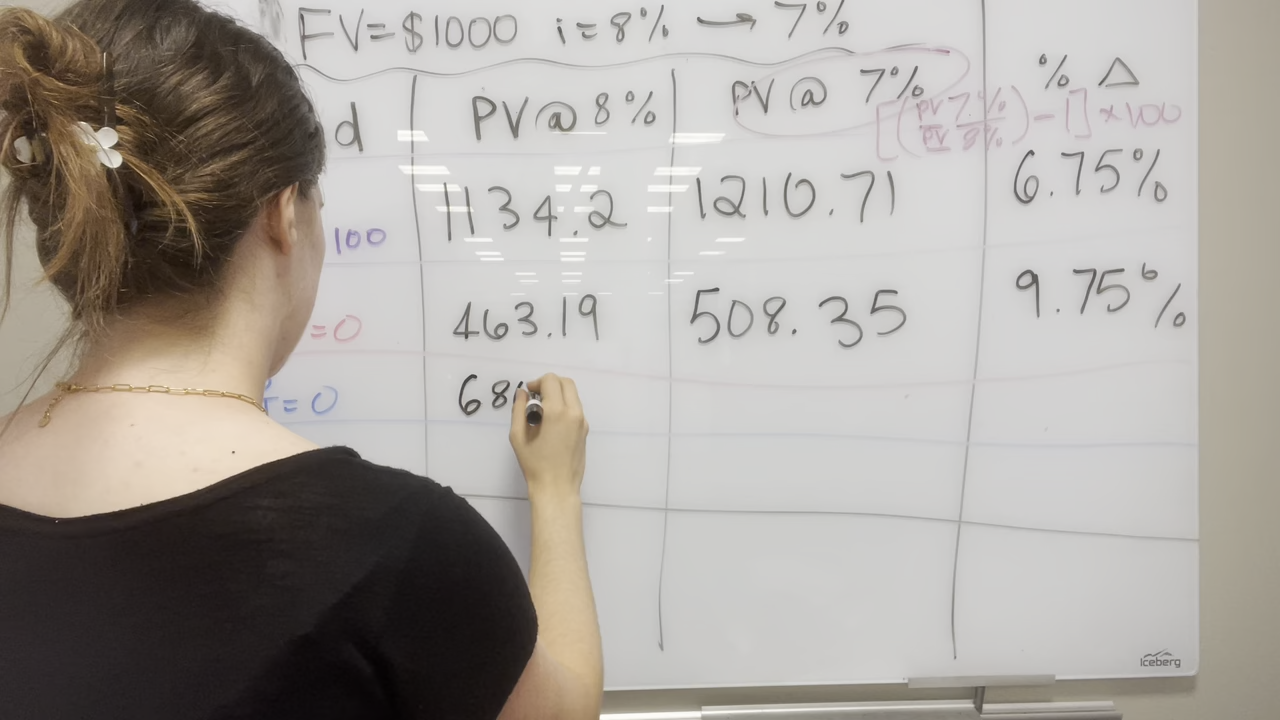 FV=$1000 i=8% → 7%
d PV@ 8% PV@ 7% % Δ
[(PV 7%/PV 8%)-1] ×100
100 1134.2 1210.71 6.75%
=0 463.19 508.35 9.75%
=0 68
Iceberg